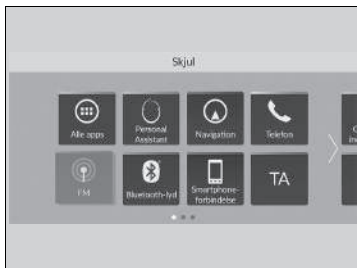 Skjul
Alle apps
Personal
Assistant
Navigation
Telefon
FM
Bluetooth-lyd
Smartphone-
forbindelse
TA